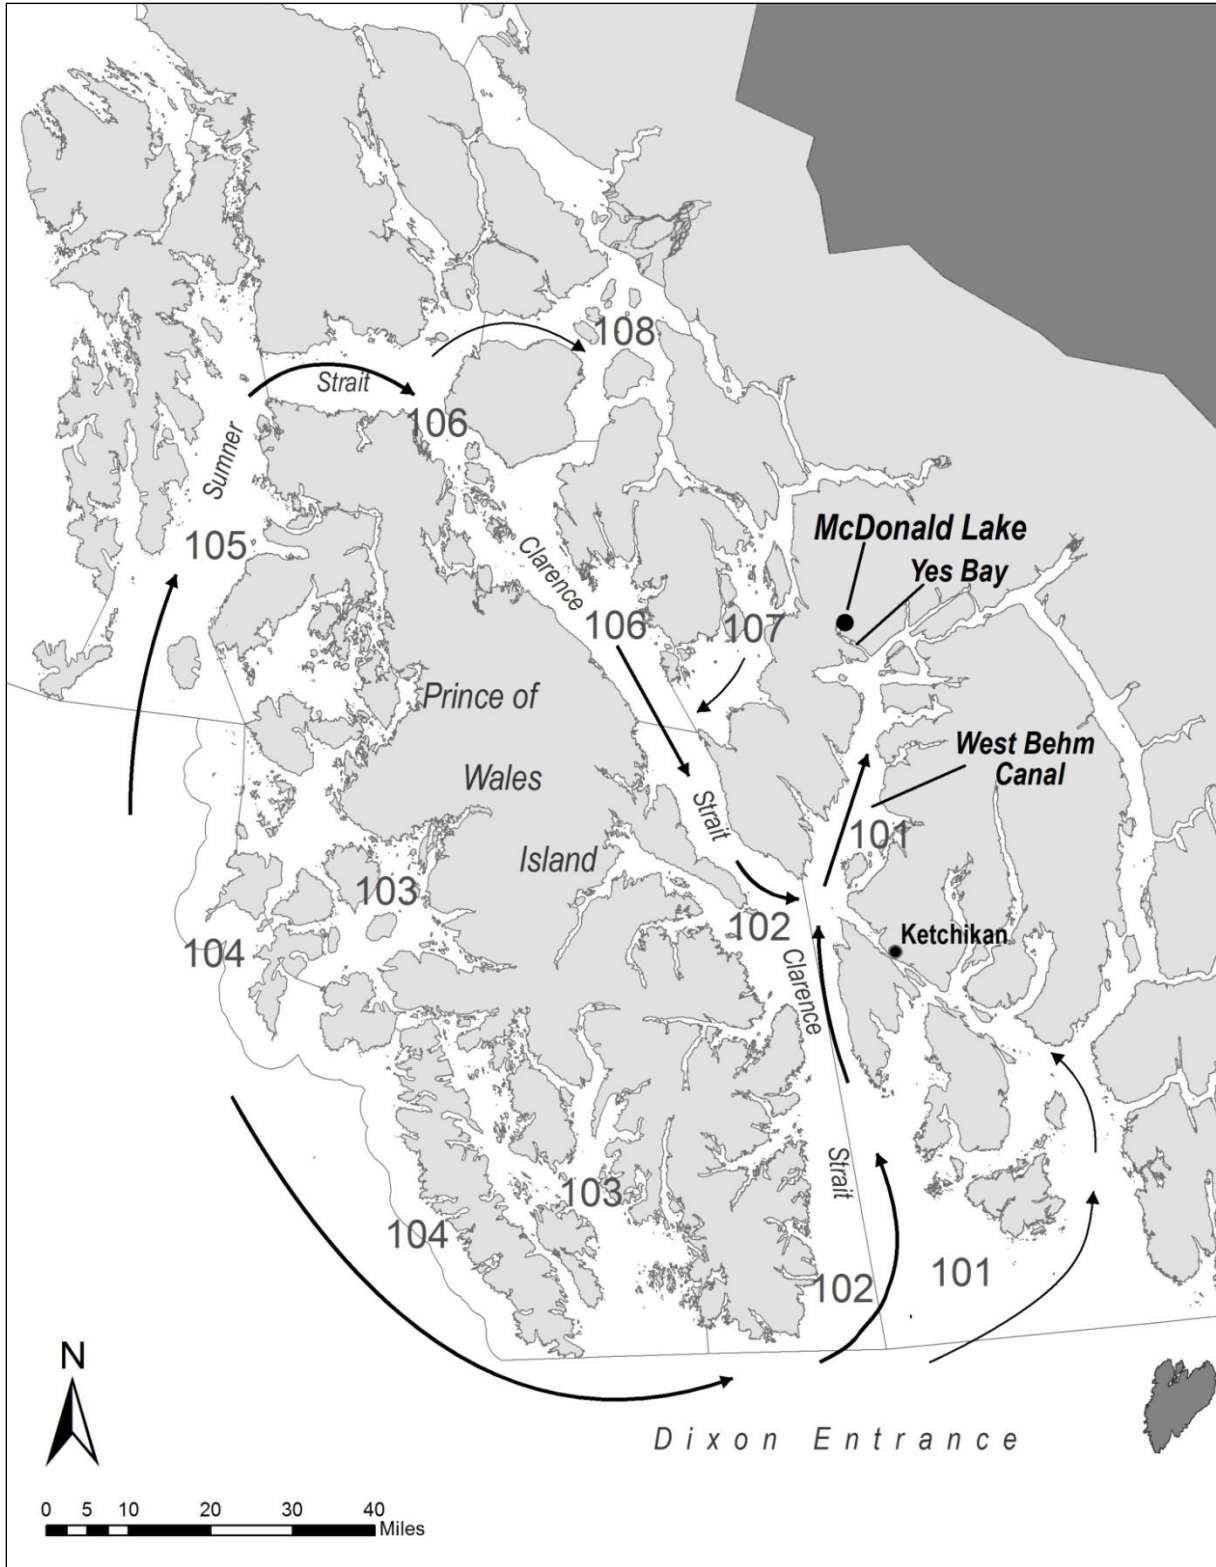 108
Strait
106
Sumner
105
McDonald Lake
Yes Bay
Clarence
106
107
Prince of
Wales
Island
West Behm
Canal
Strait
101
103
102
104
Ketchikan
Clarence
103
104
Strait
102
101
N
Dixon Entrance
0 5 10 20 30 40
Miles